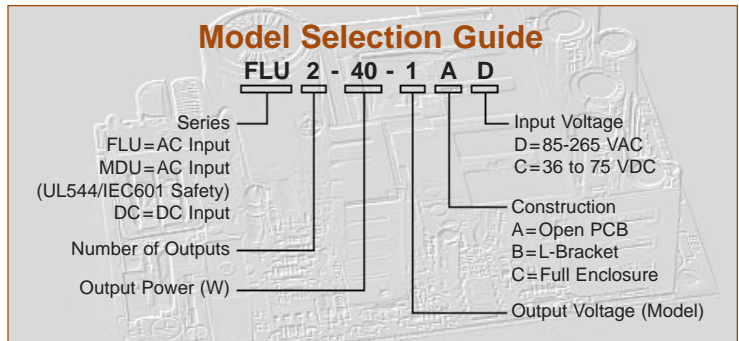 Model Selection Guide
FLU 2 - 40 - 1 A D
Series
FLU=AC Input
MDU=AC Input
(UL544/IEC601 Safety)
DC=DC Input
Number of Outputs
Output Power (W)
Input Voltage
D=85-265 VAC
C=36 to 75 VDC
Construction
A=Open PCB
B=L-Bracket
C=Full Enclosure
Output Voltage (Model)